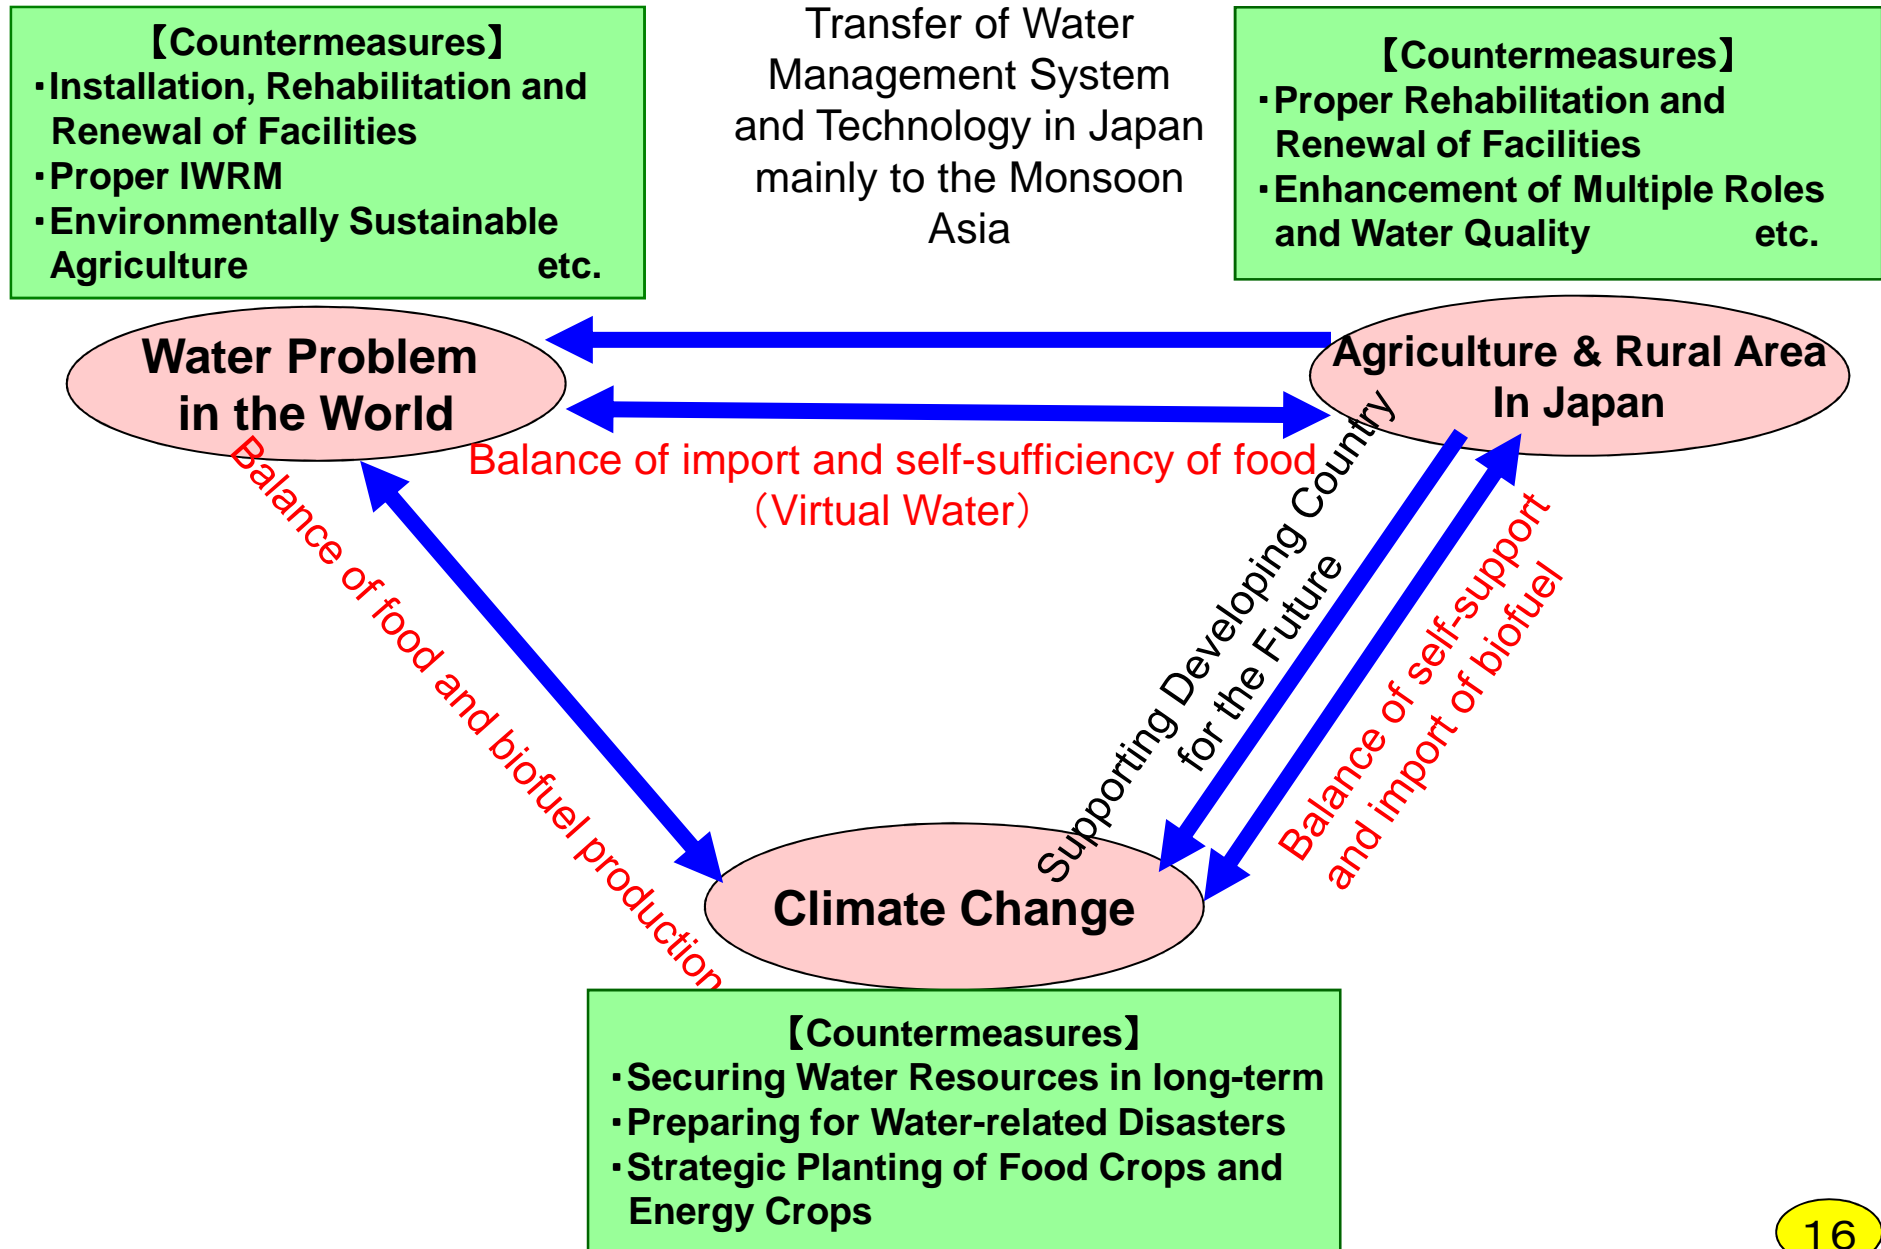 【Countermeasures】
・Installation, Rehabilitation and
Renewal of Facilities
・Proper IWRM
・Environmentally Sustainable
Agriculture etc.
Transfer of Water
Management System
and Technology in Japan
mainly to the Monsoon
Asia
【Countermeasures】
・Proper Rehabilitation and
Renewal of Facilities
・Enhancement of Multiple Roles
and Water Quality etc.
Water Problem
in the World
Agriculture & Rural Area
In Japan
Balance of import and self-sufficiency of food
（Virtual Water）
Balance of food and biofuel production
Supporting Developing Country
for the Future
Balance of self-support
and import of biofuel
Climate Change
【Countermeasures】
・Securing Water Resources in long-term
・Preparing for Water-related Disasters
・Strategic Planting of Food Crops and
Energy Crops
16